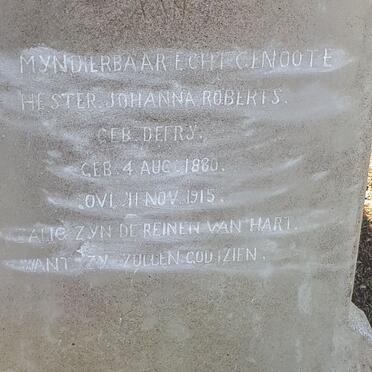 MYN DIERBAAR ECHTGENOOTE
HESTER JOHANNA ROBERTS.
GEB. DEFRY.
GEB. 4 AUG. 1880.
OVL. 11 NOV. 1915.
ZALIG ZYN DE REINEN VAN HART.
WANT ZY ZULLEN GOD ZIEN.